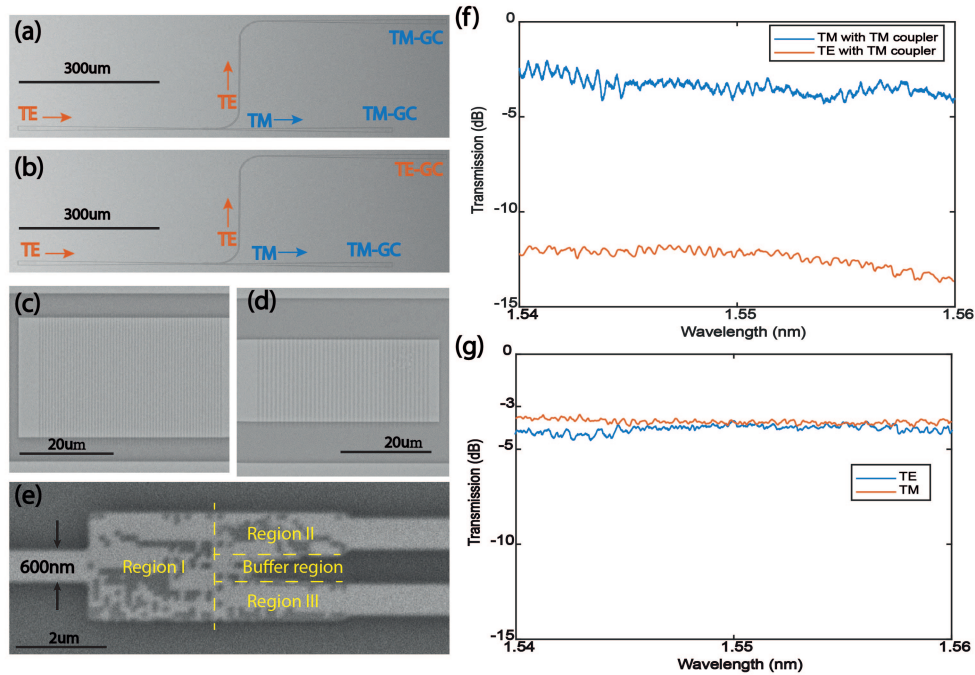 (a)
TM-GC
300um
TE
TE
TM
TM-GC
(b)
TE-GC
300um
TE
TE
TM
TM-GC
(c)
20um
(d)
20um
(e)
600nm
Region I
Region II
Buffer region
Region III
2um
(f)
0
-5
-10
-15
Transmission (dB)
TM with TM coupler
TE with TM coupler
1.54
1.55
1.56
Wavelength (nm)
(g)
0
-3
-5
-10
-15
Transmission (dB)
TE
TM
1.54
1.55
1.56
Wavelength (nm)